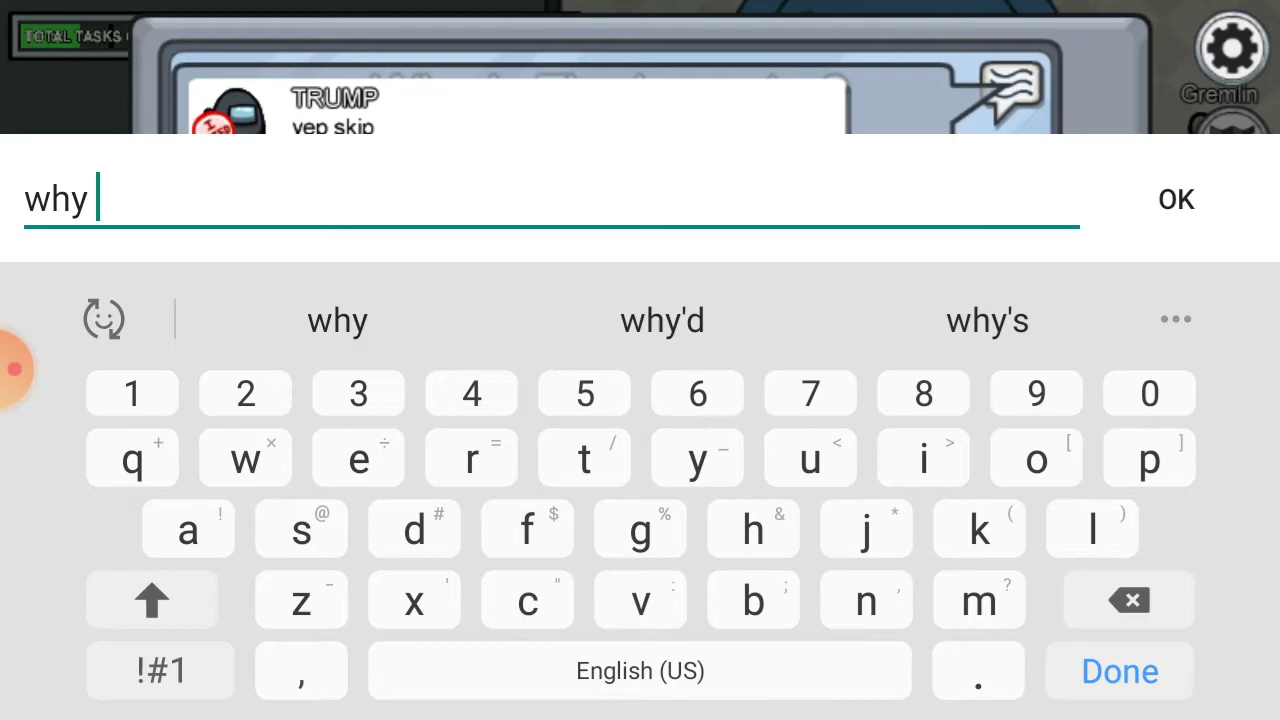 TOTAL TASKS
Gremlin
TRUMP
yep skip
why
OK
why why'd why's
1 2 3 4 5 6 7 8 9 0
q + w × e ÷ r = t / y _ u < i > o [ p ]
a ! s @ d # f $ g % h & j * k ( l )
z - x ' c " v : b ; n , m ?
!#1 , English (US) . Done